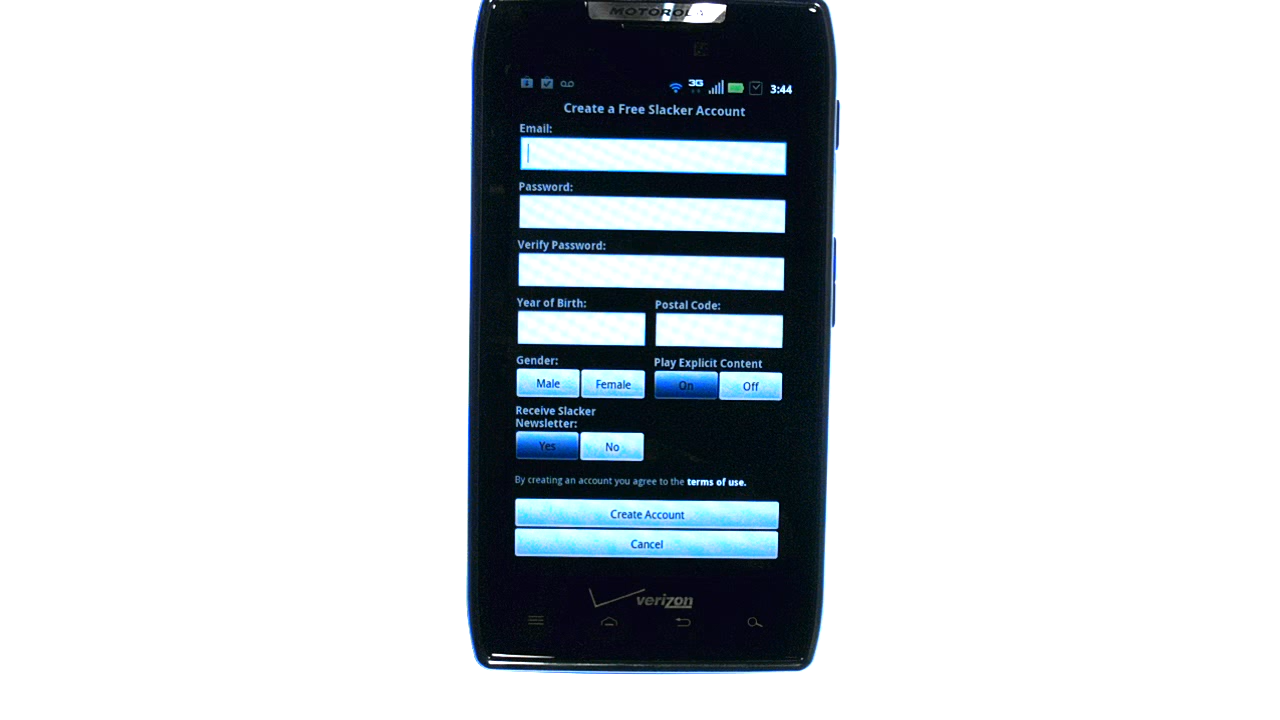 MOTOROLA
3G 3:44
Create a Free Slacker Account
Email:
Password:
Verify Password:
Year of Birth: Postal Code:
Gender: Play Explicit Content
Male Female On Off
Receive Slacker
Newsletter:
Yes No
By creating an account you agree to the terms of use.
Create Account
Cancel
verizon